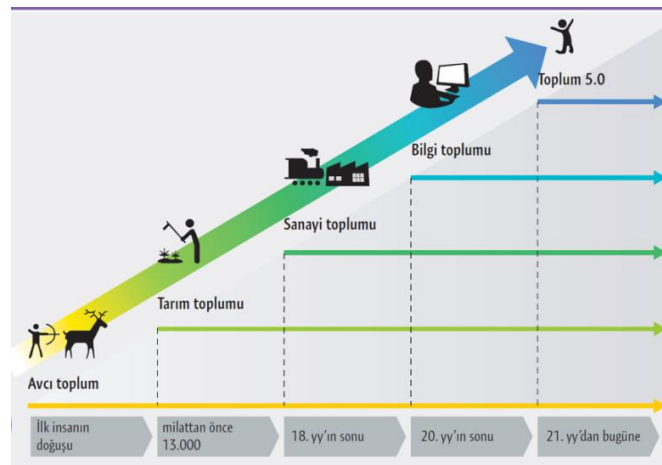 Toplum 5.0
Bilgi toplumu
Sanayi toplumu
Tarım toplumu
Avcı toplum
İlk insanın
doğuşu
milattan önce
13.000
18. yy'ın sonu
20. yy'ın sonu
21. yy'dan bugüne